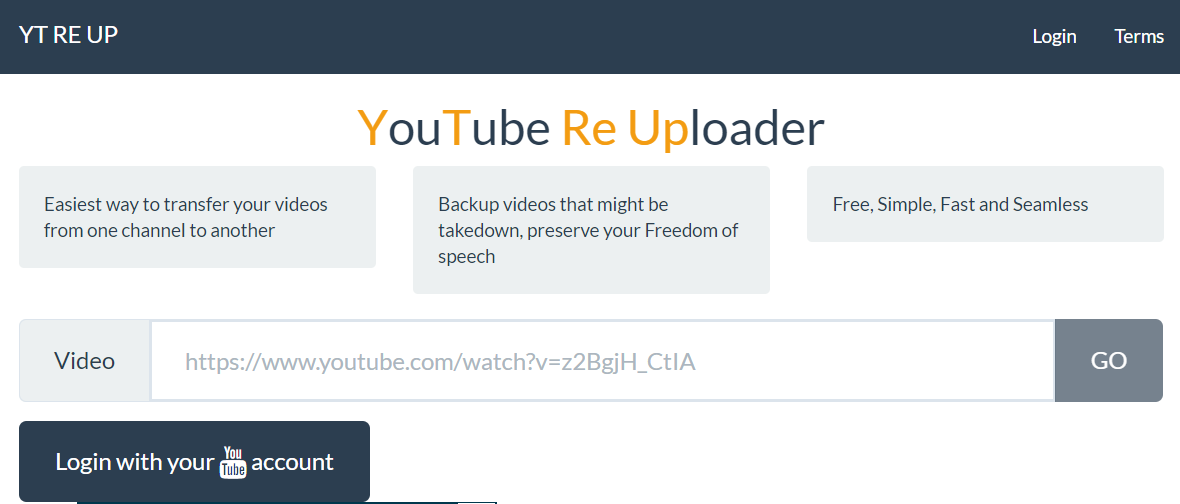 YT RE UP
Login
Terms
YouTube Re Uploader
Easiest way to transfer your videos
from one channel to another
Backup videos that might be
takedown, preserve your Freedom of
speech
Free, Simple, Fast and Seamless
Video
https://www.youtube.com/watch?v=z2BgjH_CtIA
GO
Login with your YouTube account